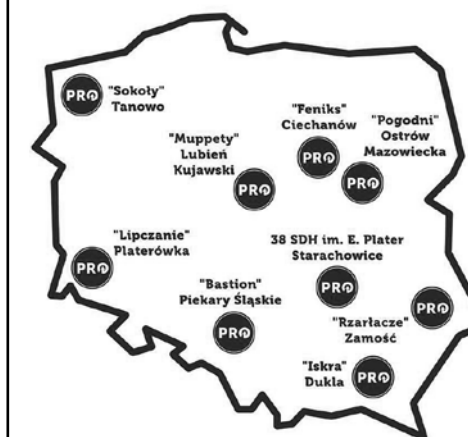 "Sokoły"
Tanowo
PRO
"Feniks"
Ciechanów
PRO
"Pogodni"
Ostrów
Mazowiecka
PRO
"Muppety"
Lubień
Kujawski
PRO
"Lipczanie"
Platerówka
PRO
38 SDH im. E. Plater
Starachowice
PRO
"Bastion"
Piekary Śląskie
PRO
"Rzarłacze"
Zamość
PRO
"Iskra"
Dukla
PRO